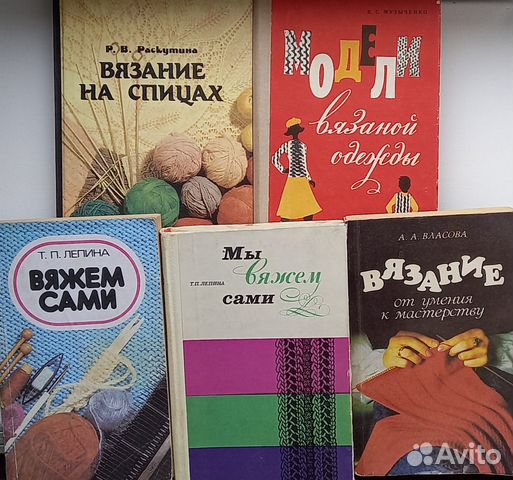 Р. В. Раскутина
ВЯЗАНИЕ
НА СПИЦАХ
Е. С. МУЗЫЧЕНКО
МОДЕЛИ
вязаной
одежды
Т. П. ЛЕПИНА
ВЯЖЕМ
САМИ
Мы
вяжем
Т.П. ЛЕПИНА
сами
А. А. ВЛАСОВА
ВЯЗАНИЕ
от умения
к мастерству
Avito